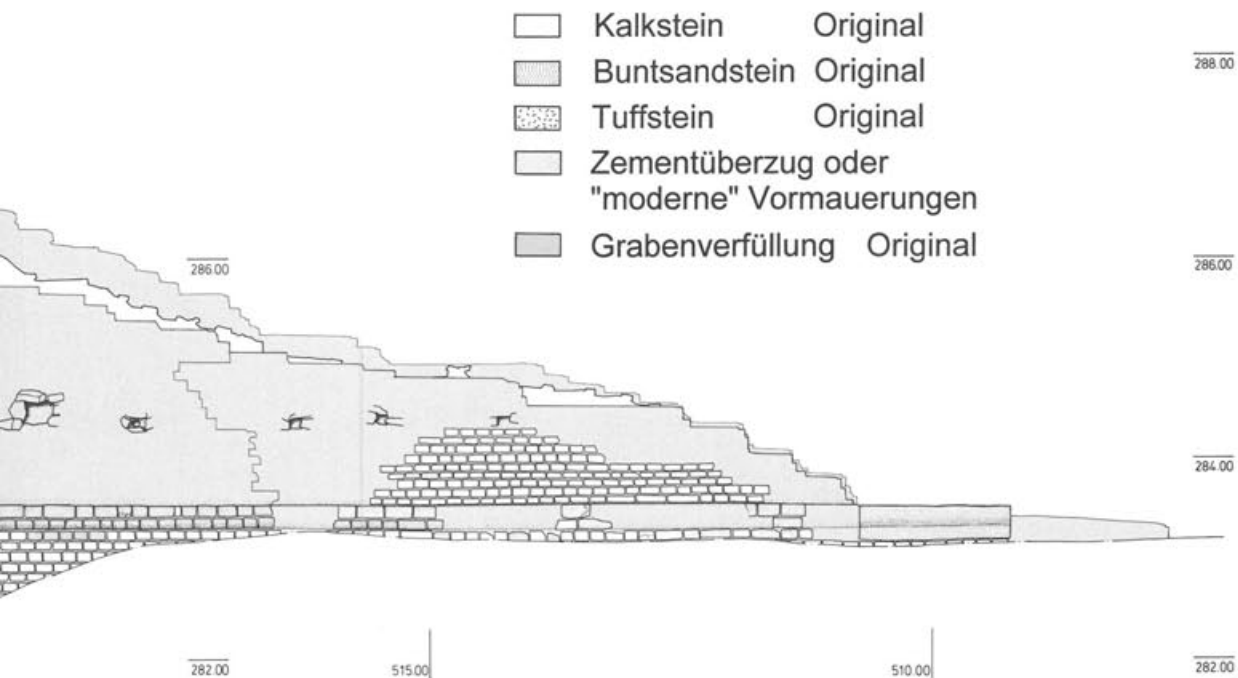 Kalkstein Original
288.00
Buntsandstein Original
Tuffstein Original
Zementüberzug oder
"moderne" Vormauerungen
Grabenverfüllung Original
286.00
286.00
284.00
282.00
515.00
510.00
282.00